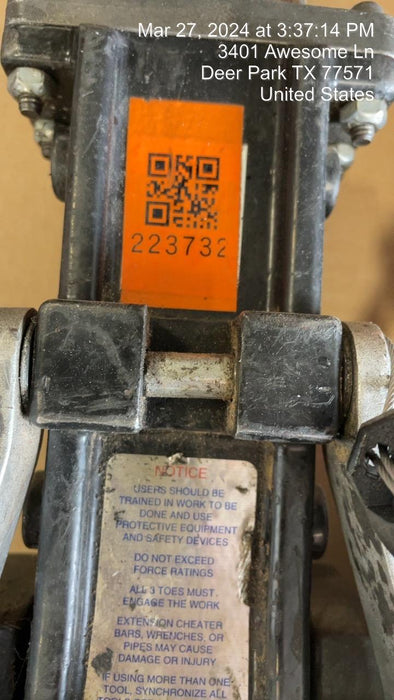 Mar 27, 2024 at 3:37:14 PM
3401 Awesome Ln
Deer Park TX 77571
United States
223732
NOTICE
USERS SHOULD BE
TRAINED IN WORK TO BE
DONE AND USE
PROTECTIVE EQUIPMENT
AND SAFETY DEVICES
DO NOT EXCEED
FORCE RATINGS
ALL 3 TOES MUST
ENGAGE THE WORK
EXTENSION CHEATER
BARS, WRENCHES, OR
PIPES MAY CAUSE
DAMAGE OR INJURY
IF USING MORE THAN ONE
TOOL, SYNCHRONIZE ALL